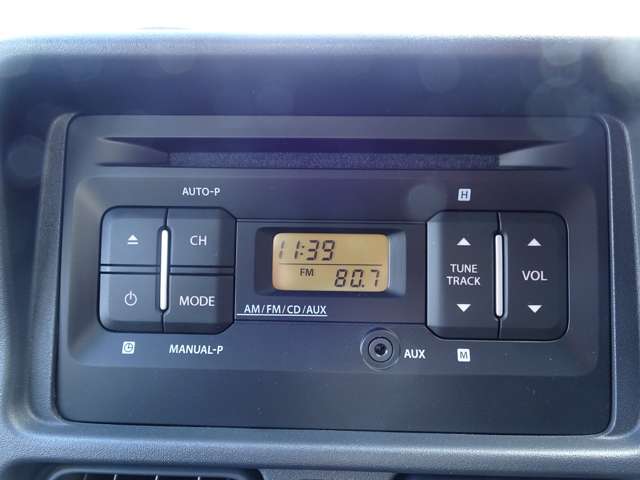 AUTO-P
H
CH
11:39
TUNE
TRACK
VOL
FM 80.7
MODE
AM/FM/CD/AUX
MANUAL-P
AUX
M